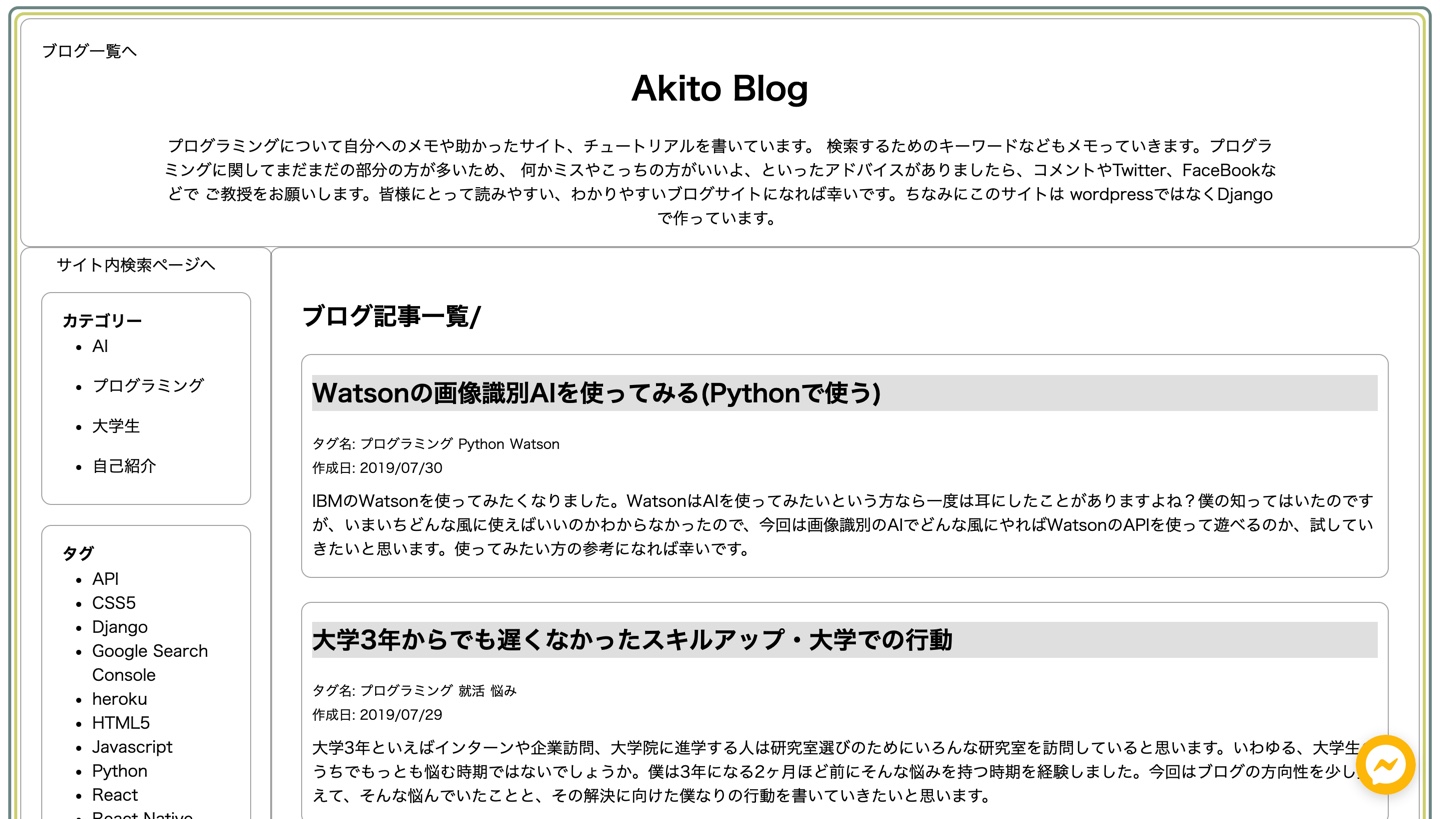 ブログ一覧へ
Akito Blog
プログラミングについて自分へのメモや助かったサイト、チュートリアルを書いています。 検索するためのキーワードなどもメモっていきます。プログラ
ミングに関してまだまだの部分の方が多いため、 何かミスやこっちの方がいいよ、といったアドバイスがありましたら、コメントやTwitter、FaceBookな
どで ご教授をお願いします。皆様にとって読みやすい、わかりやすいブログサイトになれば幸いです。ちなみにこのサイトは wordpressではなくDjango
で作っています。
サイト内検索ページへ
カテゴリー
AI
プログラミング
大学生
自己紹介
タグ
API
CSS5
Django
Google Search
Console
heroku
HTML5
Javascript
Python
React
React Native
ブログ記事一覧/
Watsonの画像識別AIを使ってみる(Pythonで使う)
タグ名: プログラミング Python Watson
作成日: 2019/07/30
IBMのWatsonを使ってみたくなりました。WatsonはAIを使ってみたいという方なら一度は耳にしたことがありますよね？僕の知ってはいたのです
が、いまいちどんな風に使えばいいのかわからなかったので、今回は画像識別のAIでどんな風にやればWatsonのAPIを使って遊べるのか、試してい
きたいと思います。使ってみたい方の参考になれば幸いです。
大学3年からでも遅くなかったスキルアップ・大学での行動
タグ名: プログラミング 就活 悩み
作成日: 2019/07/29
大学3年といえばインターンや企業訪問、大学院に進学する人は研究室選びのためにいろんな研究室を訪問していると思います。いわゆる、大学生
うちでもっとも悩む時期ではないでしょうか。僕は3年になる2ヶ月ほど前にそんな悩みを持つ時期を経験しました。今回はブログの方向性を少し
えて、そんな悩んでいたことと、その解決に向けた僕なりの行動を書いていきたいと思います。